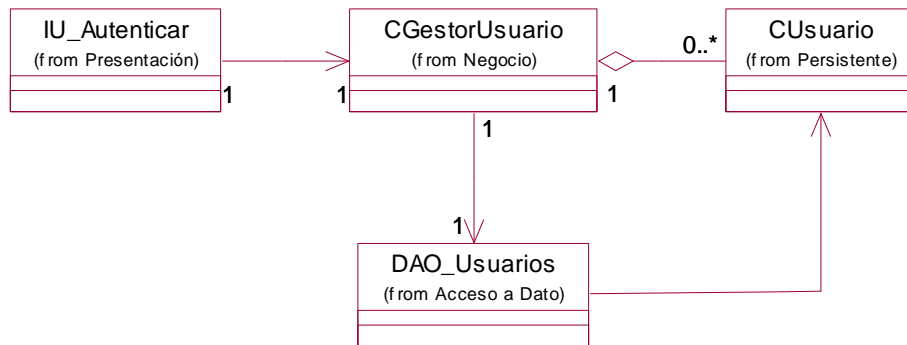 IU_Autenticar
(from Presentación)
1
1
CGestorUsuario
(from Negocio)
1
0..*
CUsuario
(from Persistente)
1
1
DAO_Usuarios
(from Acceso a Dato)